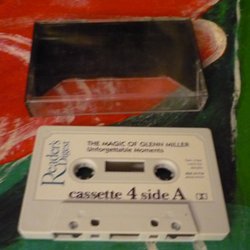 Reader's
Digest
THE MAGIC OF GLENN MILLER
Unforgettable Moments
cassette 4 side A